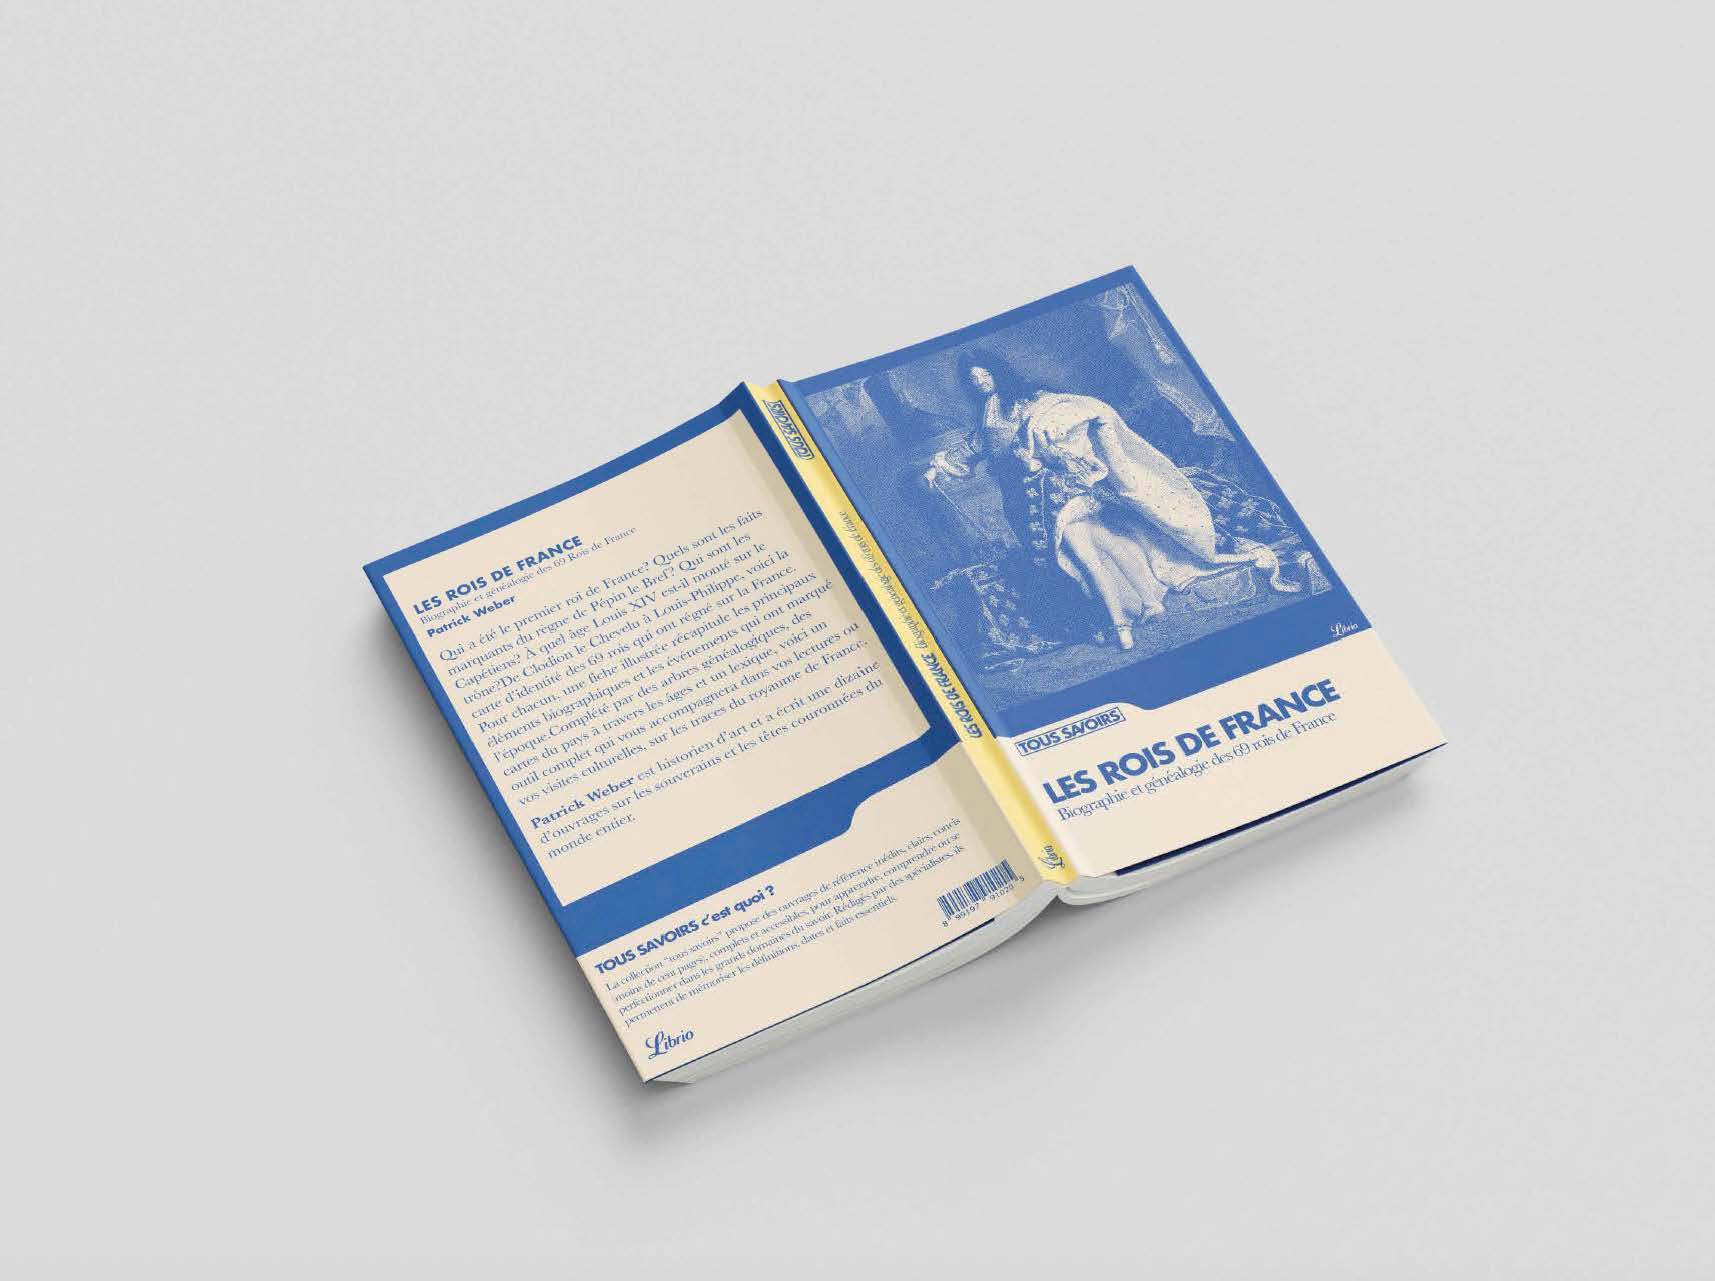 LES ROIS DE FRANCE
Biographie et généalogie des 69 Rois de France
Patrick Weber
Qui a été le premier roi de France? Quels sont les faits
marquants du règne de Pépin le Bref? Qui sont les
Capétiens? À quel âge Louis XIV est-il monté sur le
trône?De Clodion le Chevelu à Louis-Philippe, voici la
carte d'identité des 69 rois qui ont régné sur la France.
Pour chacun, une fiche illustrée récapitule les principaux
éléments biographiques et les événements qui ont marqué
l'époque.Complété par des arbres généalogiques, des
cartes du pays à travers les âges et un lexique, voici un
outil complet qui vous accompagnera dans vos lectures ou
vos visites culturelles, sur les traces du royaume de France.
Patrick Weber est historien d'art et a écrit une dizaine
d'ouvrages sur les souverains et les têtes couronnées du
monde entier.
TOUS SAVOIRS c'est quoi ?
La collection "tous savoirs" propose des ouvrages de référence inédits, clairs, concis
(moins de cent pages), complets et accessibles, pour apprendre, comprendre ou se
perfectionner dans les grands domaines du savoir. Rédigés par des spécialistes, ils
permettent de mémoriser les définitions, dates et faits essentiels.
Librio
8 99197 91020 5
TOUS SAVOIRS
LES ROIS DE FRANCE Biographie et généalogie des 69 rois de France
Librio
Librio
TOUS SAVOIRS
LES ROIS DE FRANCE
Biographie et généalogie des 69 rois de France